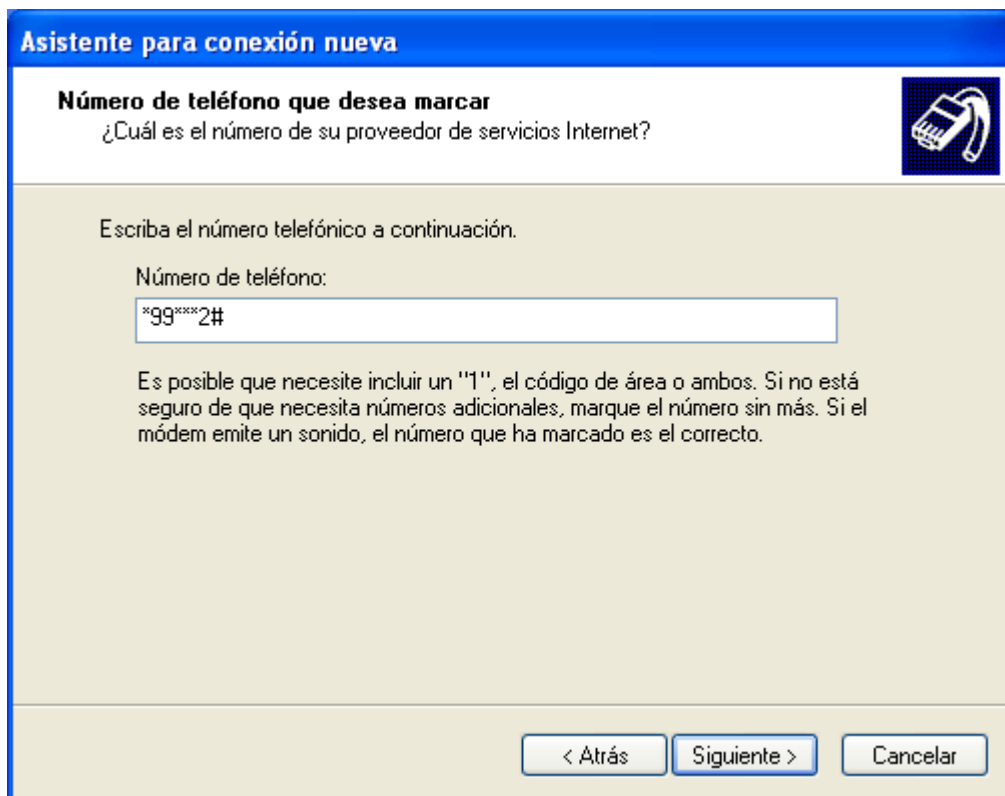 Asistente para conexión nueva
Número de teléfono que desea marcar
¿Cuál es el número de su proveedor de servicios Internet?
Escriba el número telefónico a continuación.
Número de teléfono:
*99***2#
Es posible que necesite incluir un "1", el código de área o ambos. Si no está
seguro de que necesita números adicionales, marque el número sin más. Si el
módem emite un sonido, el número que ha marcado es el correcto.
< Atrás
Siguiente >
Cancelar